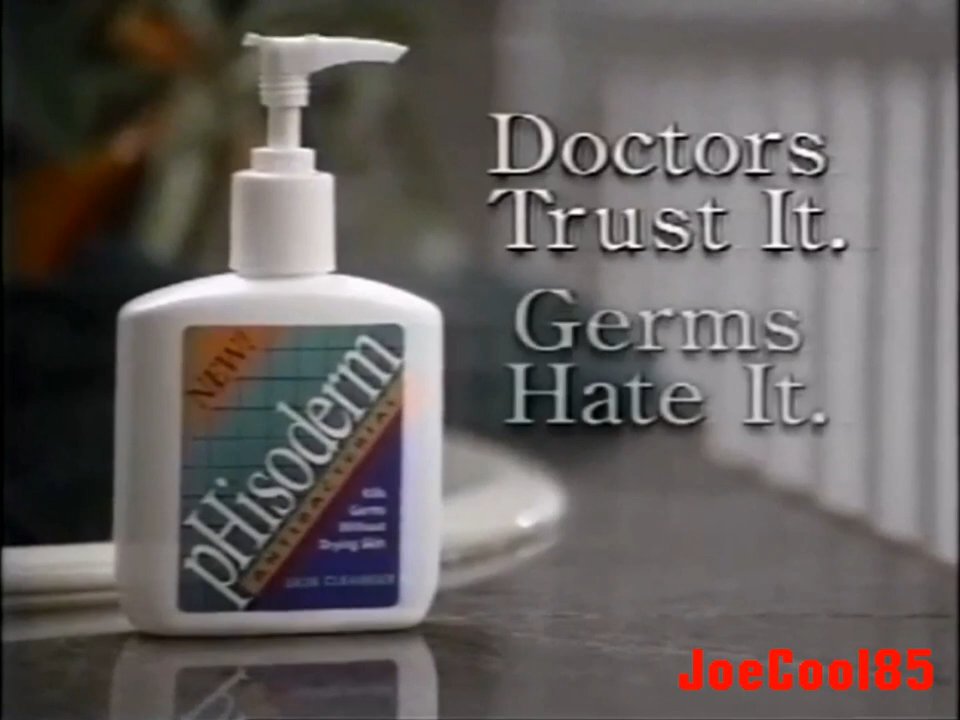 Doctors
Trust It.
Germs
Hate It.
NEW!
pHisoderm
ANTIBACTERIAL
Kills
Germs
Without
Drying Skin
SKIN CLEANSER
JoeCool85